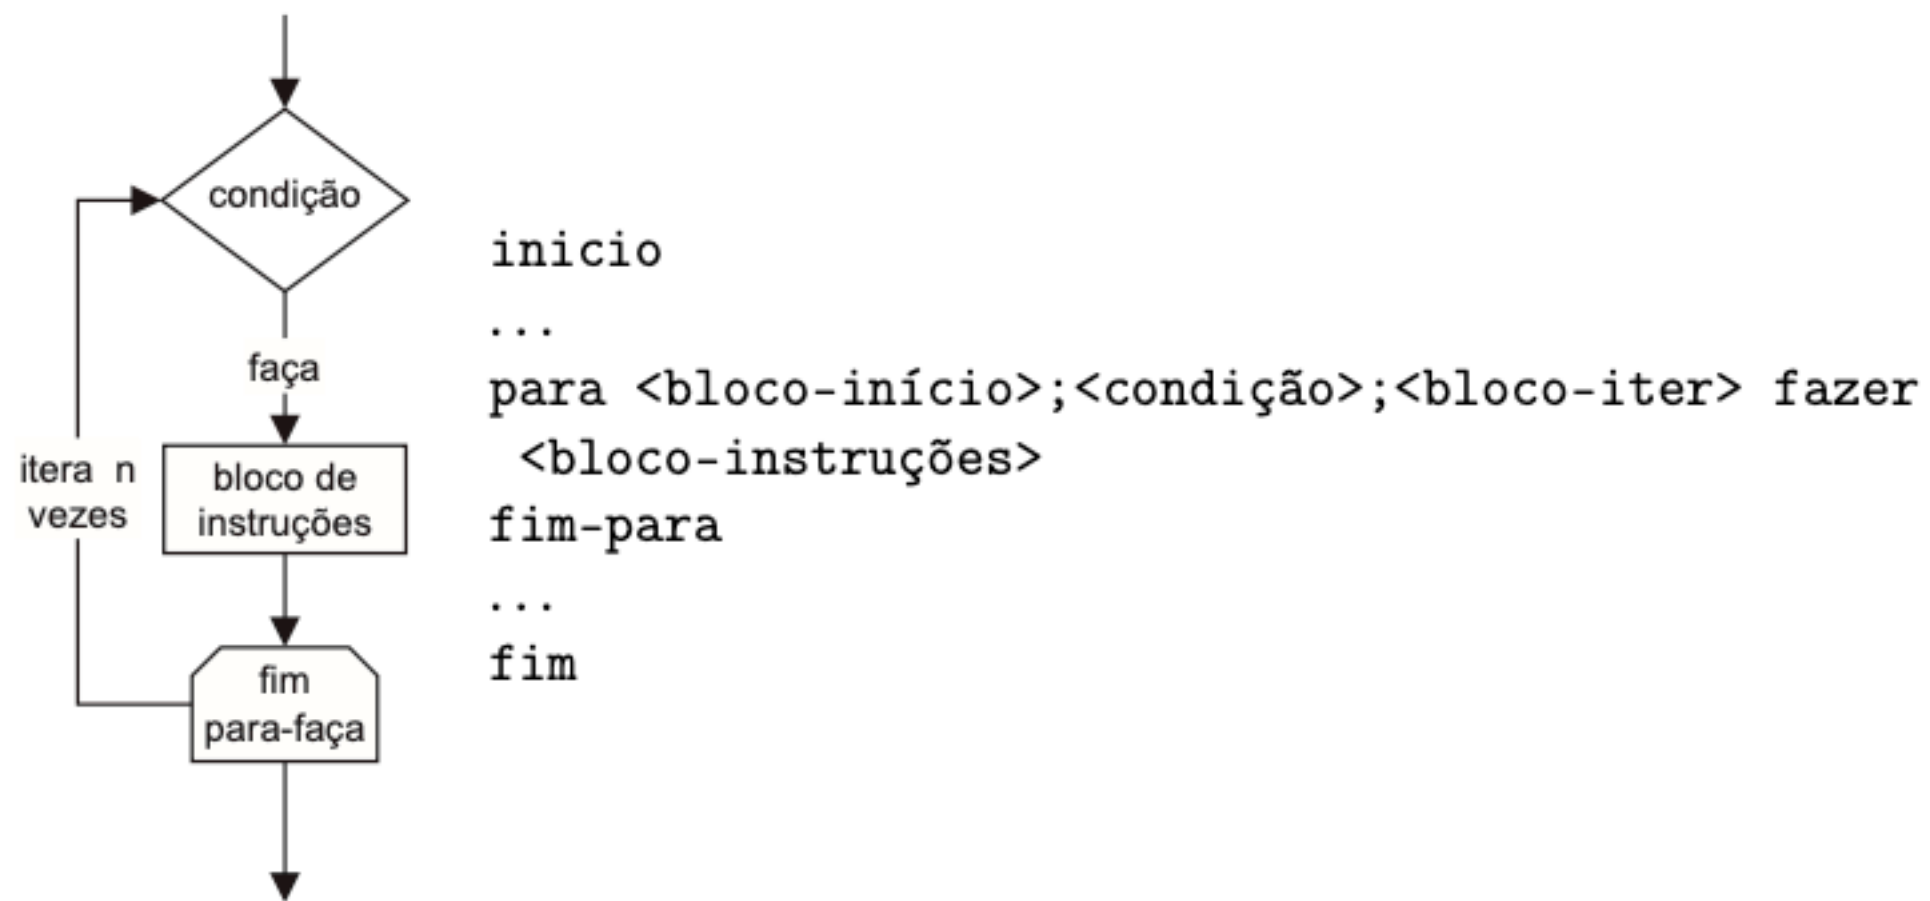 condição
faça
itera n
vezes
bloco de
instruções
fim
para-faça
inicio
...
para <bloco-início>;<condição>;<bloco-iter> fazer
<bloco-instruções>
fim-para
...
fim